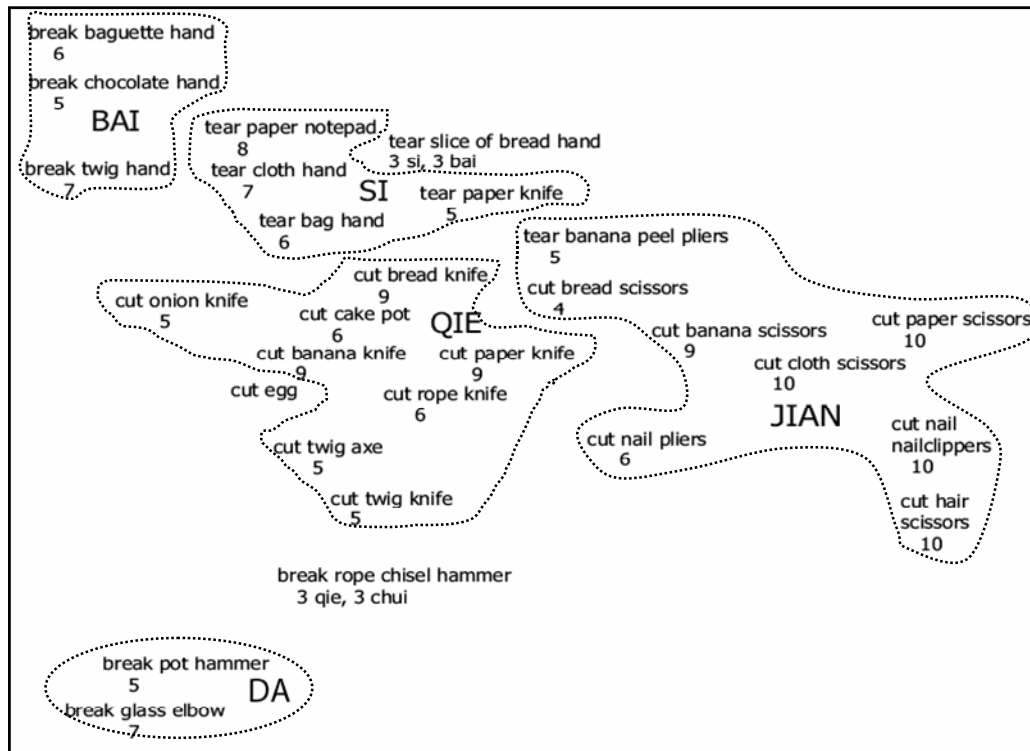 break baguette hand
6
break chocolate hand
5
BAI
break twig hand
7
tear paper notepad
8
tear cloth hand
7
SI
tear bag hand
6
tear slice of bread hand
3 si, 3 bai
tear paper knife
5
tear banana peel pliers
5
cut bread scissors
4
cut banana scissors
9
cut paper scissors
10
cut cloth scissors
10
JIAN
cut nail pliers
6
cut nail
nailclippers
10
cut hair
scissors
10
cut bread knife
9
cut onion knife
5
cut cake pot
6
QIE
cut banana knife
9
cut paper knife
9
cut egg
cut rope knife
6
cut twig axe
5
cut twig knife
5
break rope chisel hammer
3 qie, 3 chui
break pot hammer
5
DA
break glass elbow
7